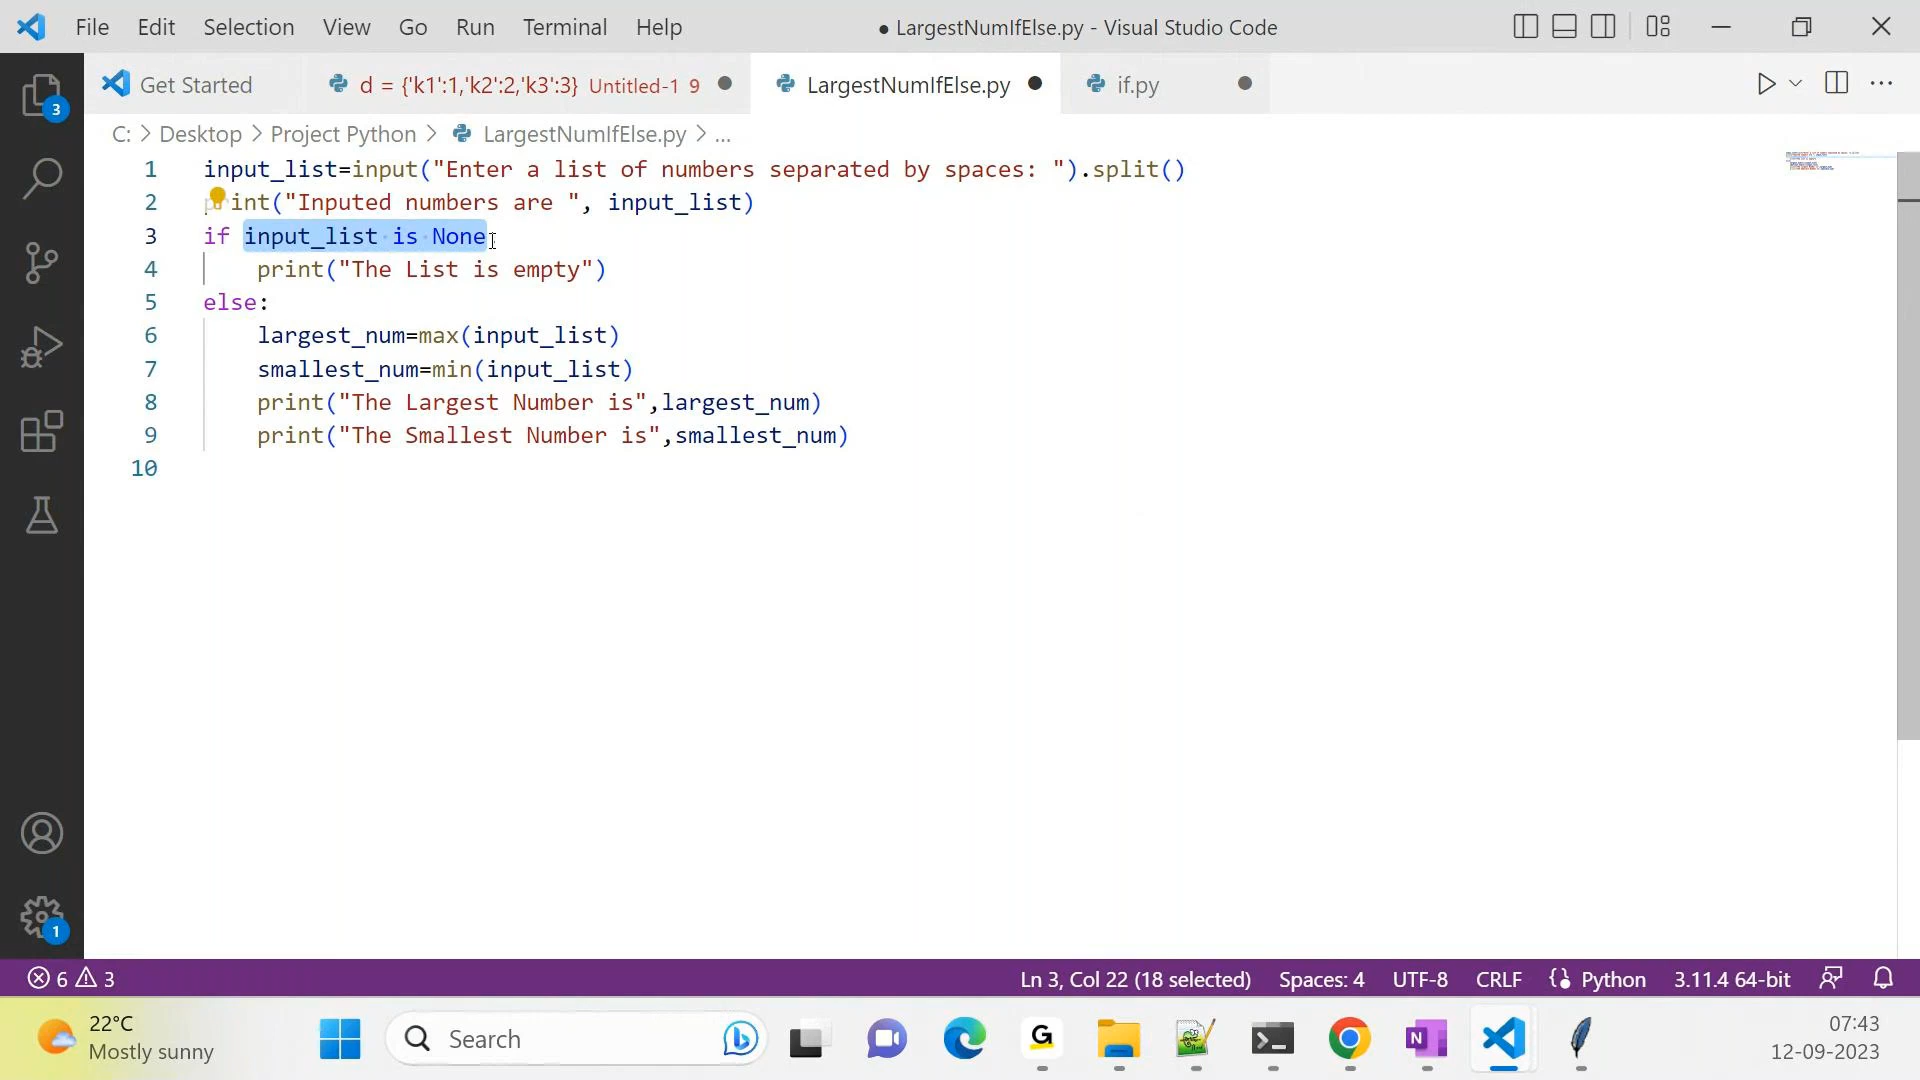 File Edit Selection View Go Run Terminal Help ● LargestNumIfElse.py - Visual Studio Code
Get Started d = {'k1':1,'k2':2,'k3':3} Untitled-1 9 LargestNumIfElse.py if.py
C: > Desktop > Project Python > LargestNumIfElse.py > ...
1 input_list=input("Enter a list of numbers separated by spaces: ").split()
2 print("Inputed numbers are ", input_list)
3 if input_list is None
4 print("The List is empty")
5 else:
6 largest_num=max(input_list)
7 smallest_num=min(input_list)
8 print("The Largest Number is",largest_num)
9 print("The Smallest Number is",smallest_num)
10
3
1
6 3 Ln 3, Col 22 (18 selected) Spaces: 4 UTF-8 CRLF Python 3.11.4 64-bit
22°C
Mostly sunny
Search
G
N
07:43
12-09-2023